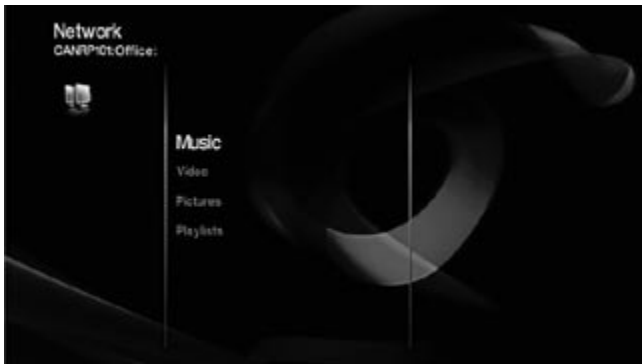 Network
CANRP101:Office:
Music
Video
Pictures
Playlists